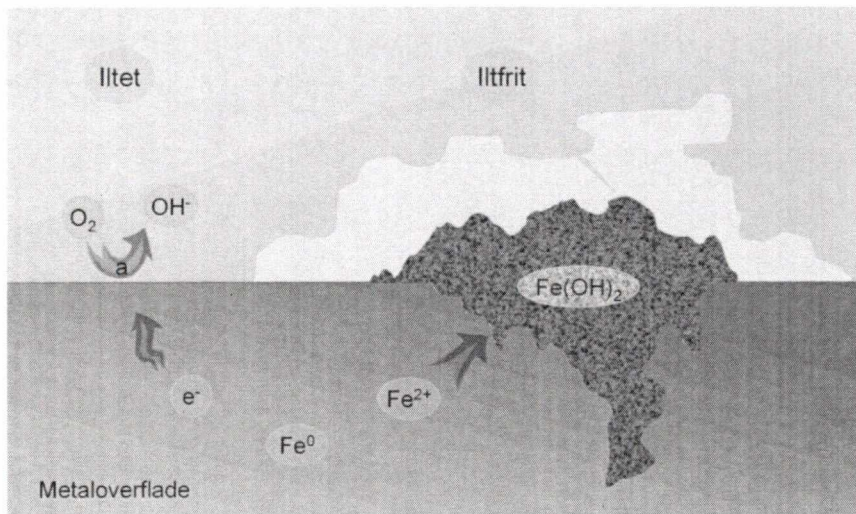 Iltet
Iltfrit
O₂
OH⁻
a
Fe(OH)₂
e⁻
Fe²⁺
Fe⁰
Metaloverflade